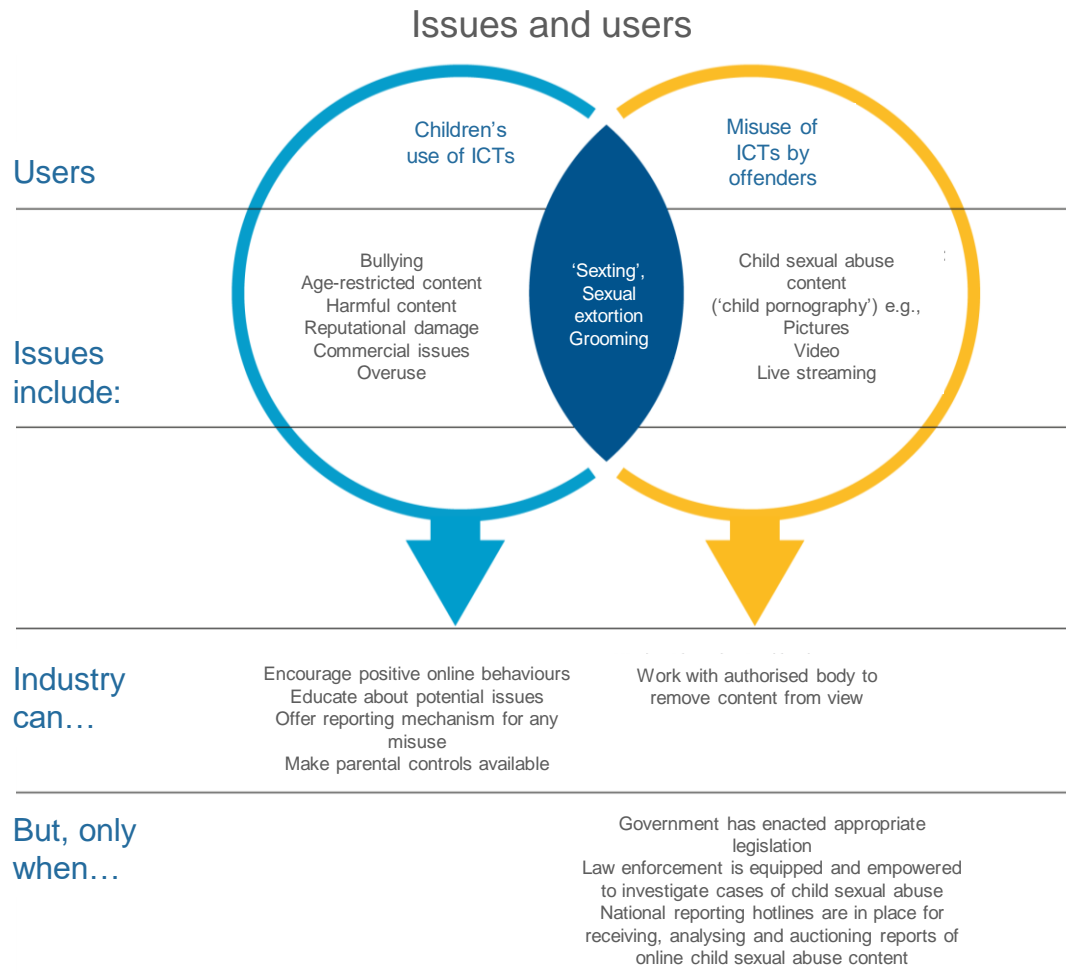 Issues and users
Users
Children's
use of ICTs
Misuse of
ICTs by
offenders
Issues
include:
Bullying
Age-restricted content
Harmful content
Reputational damage
Commercial issues
Overuse
‘Sexting’,
Sexual
extortion
Grooming
Child sexual abuse
content
(‘child pornography’) e.g.,
Pictures
Video
Live streaming
Industry
can…
Encourage positive online behaviours
Educate about potential issues
Offer reporting mechanism for any
misuse
Make parental controls available
Work with authorised body to
remove content from view
But, only
when…
Government has enacted appropriate
legislation
Law enforcement is equipped and empowered
to investigate cases of child sexual abuse
National reporting hotlines are in place for
receiving, analysing and auctioning reports of
online child sexual abuse content